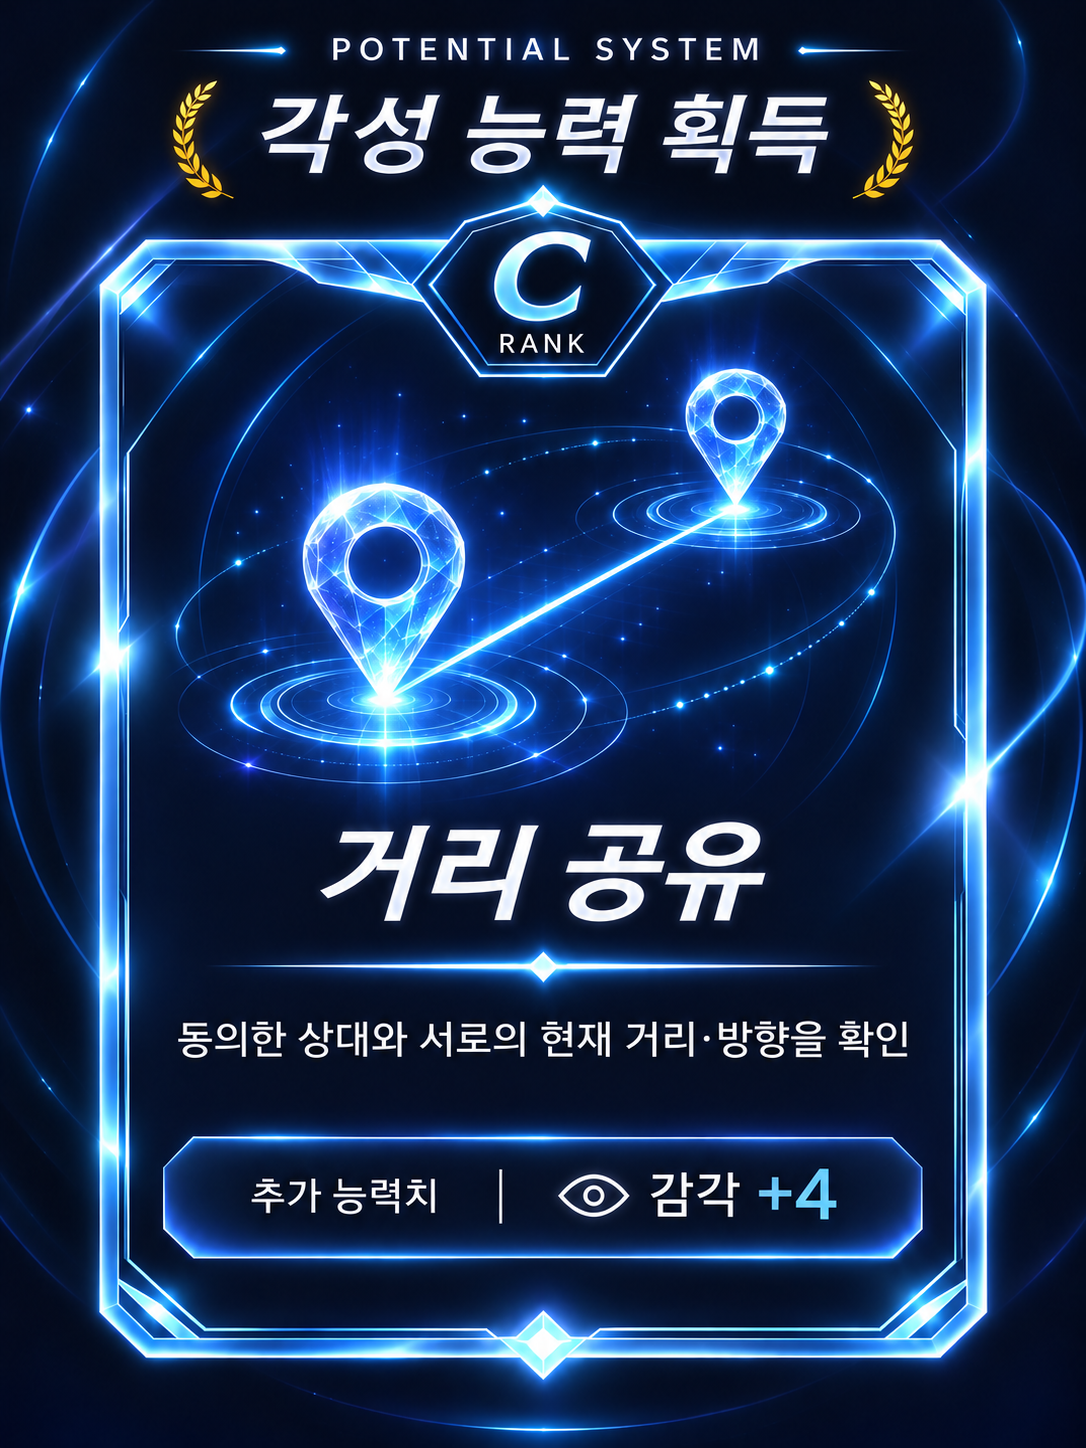 POTENTIAL SYSTEM
각성 능력 획득
C
RANK
거리 공유
동의한 상대와 서로의 현재 거리·방향을 확인
추가 능력치 | 감각 +4